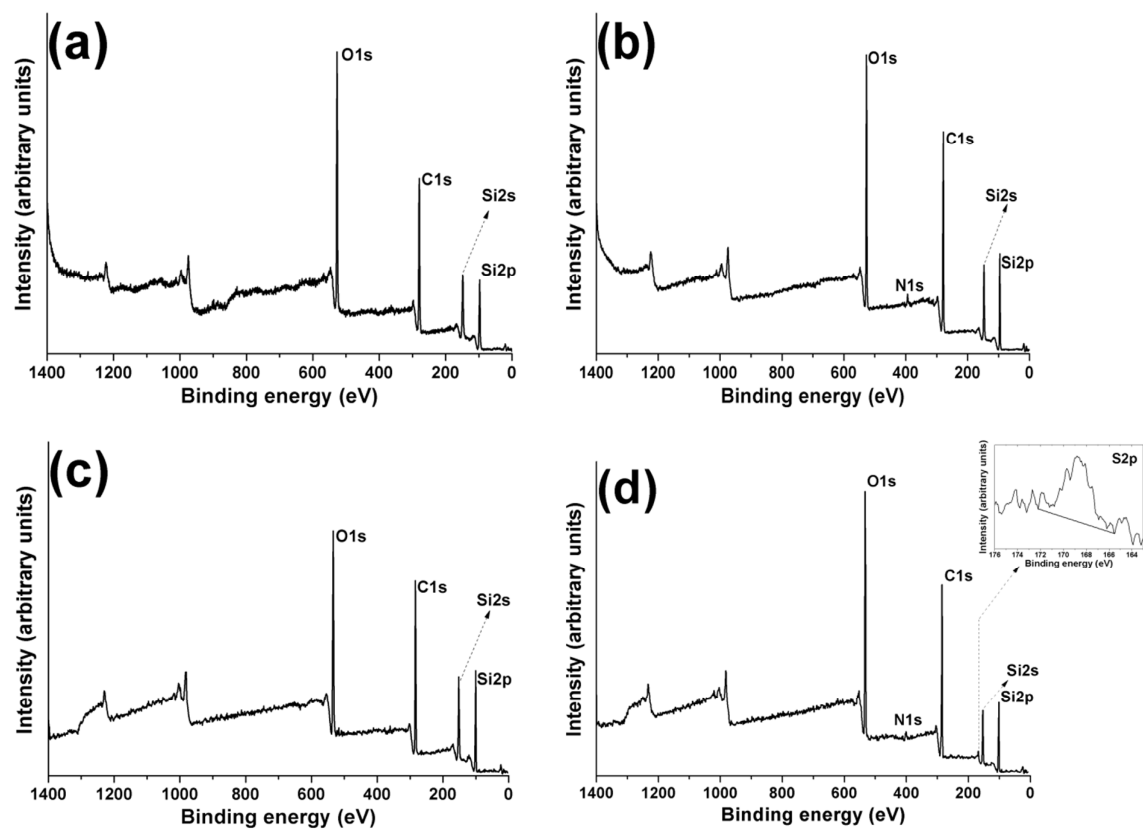 (a)
O1s
C1s
Si2s
Si2p
Intensity (arbitrary units)
1400 1200 1000 800 600 400 200 0
Binding energy (eV)
(b)
O1s
C1s
Si2s
Si2p
N1s
Intensity (arbitrary units)
1400 1200 1000 800 600 400 200 0
Binding energy (eV)
(c)
O1s
C1s
Si2s
Si2p
Intensity (arbitrary units)
1400 1200 1000 800 600 400 200 0
Binding energy (eV)
(d)
O1s
C1s
Si2s
Si2p
N1s
Intensity (arbitrary units)
1400 1200 1000 800 600 400 200 0
Binding energy (eV)
S2p
Intensity (arbitrary units)
176 174 172 170 168 166 164
Binding energy (eV)